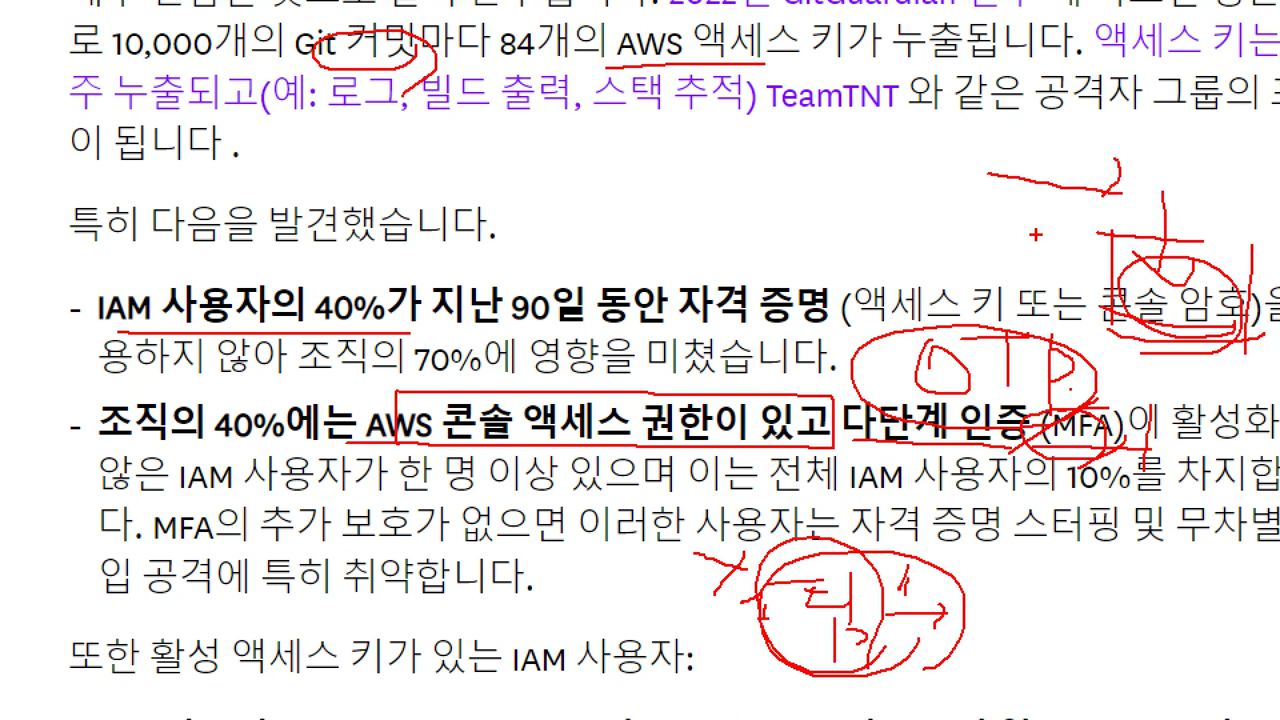 로 10,000개의 Git 커밋마다 84개의 AWS 액세스 키가 누출됩니다. 액세스 키는
주 누출되고(예: 로그, 빌드 출력, 스택 추적) TeamTNT 와 같은 공격자 그룹의
이 됩니다 .
특히 다음을 발견했습니다.
- IAM 사용자의 40%가 지난 90일 동안 자격 증명 (액세스 키 또는 콘솔 암호)을
용하지 않아 조직의 70%에 영향을 미쳤습니다.
- 조직의 40%에는 AWS 콘솔 액세스 권한이 있고 다단계 인증 (MFA)이 활성화
않은 IAM 사용자가 한 명 이상 있으며 이는 전체 IAM 사용자의 10%를 차지합
다. MFA의 추가 보호가 없으면 이러한 사용자는 자격 증명 스터핑 및 무차별
입 공격에 특히 취약합니다.
또한 활성 액세스 키가 있는 IAM 사용자: